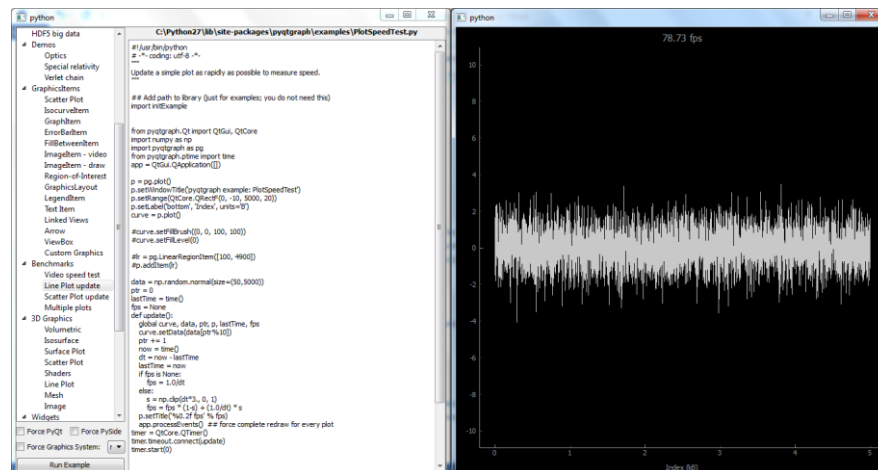 python
HDF5 big data
Demos
Optics
Special relativity
Verlet chain
GraphicsItems
Scatter Plot
IsocurveItem
GraphItem
ErrorBarItem
FillBetweenItem
ImageItem - video
ImageItem - draw
Region-of-Interest
GraphicsLayout
LegendItem
Text Item
Linked Views
Arrow
ViewBox
Custom Graphics
Benchmarks
Video speed test
Line Plot update
Scatter Plot update
Multiple plots
3D Graphics
Volumetric
Isosurface
Surface Plot
Scatter Plot
Shaders
Line Plot
Mesh
Image
Widgets
Force PyQt Force PySide
Force Graphics System: r
Run Example
C:\Python27\lib\site-packages\pyqtgraph\examples\PlotSpeedTest.py
#!/usr/bin/python
# -*- coding: utf-8 -*-
"""
Update a simple plot as rapidly as possible to measure speed.
"""
## Add path to library (just for examples; you do not need this)
import initExample
from pyqtgraph.Qt import QtGui, QtCore
import numpy as np
import pyqtgraph as pg
from pyqtgraph.ptime import time
app = QtGui.QApplication([])
p = pg.plot()
p.setWindowTitle('pyqtgraph example: PlotSpeedTest')
p.setRange(QtCore.QRectF(0, -10, 5000, 20))
p.setLabel('bottom', 'Index', units='B')
curve = p.plot()
#curve.setFillBrush((0, 0, 100, 100))
#curve.setFillLevel(0)
#lr = pg.LinearRegionItem([100, 4900])
#p.addItem(lr)
data = np.random.normal(size=(50,5000))
ptr = 0
lastTime = time()
fps = None
def update():
global curve, data, ptr, p, lastTime, fps
curve.setData(data[ptr%10])
ptr += 1
now = time()
dt = now - lastTime
lastTime = now
if fps is None:
fps = 1.0/dt
else:
s = np.clip(dt*3., 0, 1)
fps = fps * (1-s) + (1.0/dt) * s
p.setTitle('%0.2f fps' % fps)
app.processEvents() ## force complete redraw for every plot
timer = QtCore.QTimer()
timer.timeout.connect(update)
timer.start(0)
python
78.73 fps
10
8
6
4
2
0
-2
-4
-6
-8
-10
0 1 2 3 4 5
Index (kB)